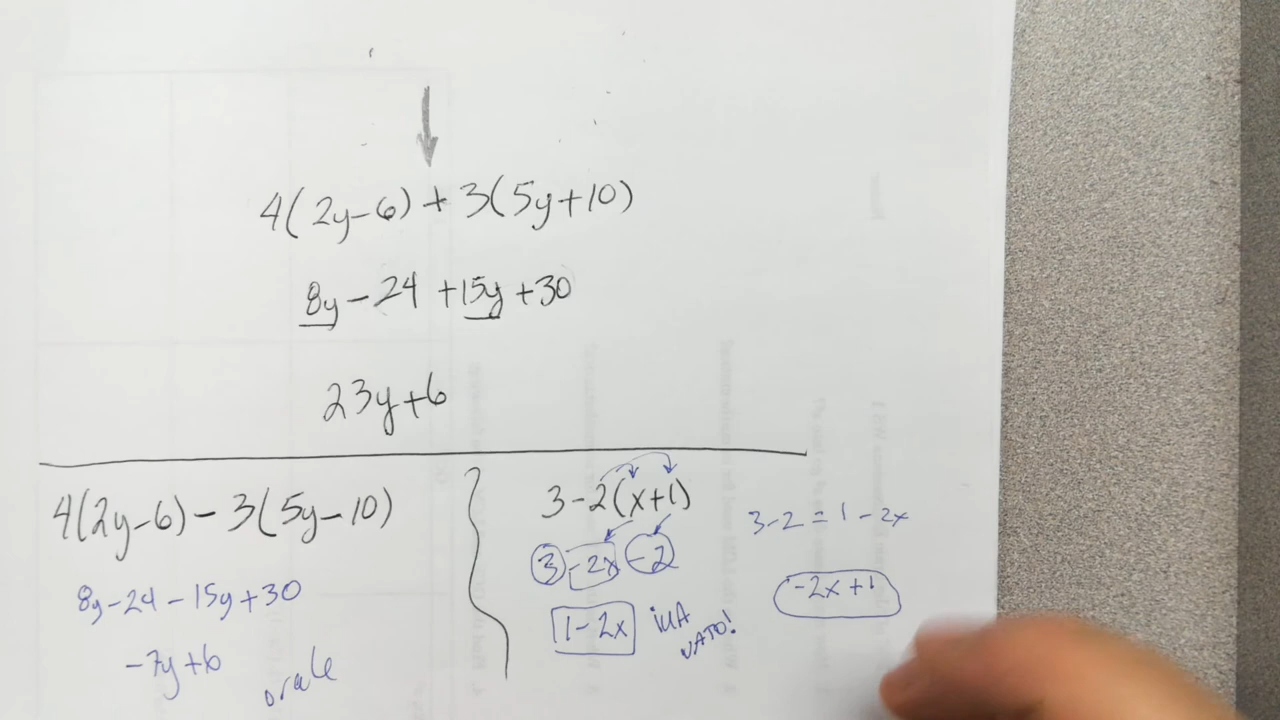 4(2y-6) + 3(5y+10)
8y - 24 + 15y + 30
23y+6
4(2y-6) - 3(5y-10)
8y-24 - 15y+30
-7y+6
orale
3-2(x+1)
3 -2x -2
1-2x
3-2 = 1 - 2x
-2x + 1
VATO!